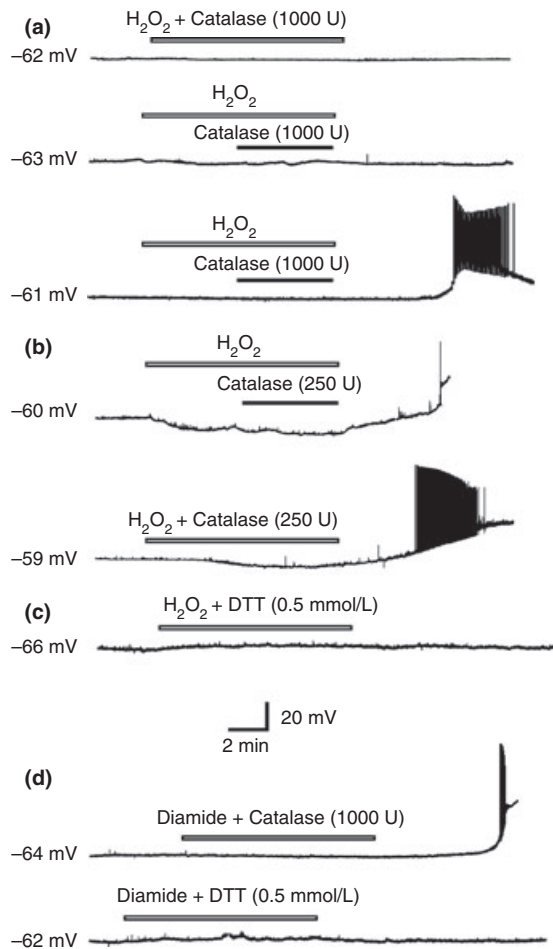 (a)
H₂O₂ + Catalase (1000 U)
–62 mV
H₂O₂
Catalase (1000 U)
–63 mV
H₂O₂
Catalase (1000 U)
–61 mV
(b)
H₂O₂
Catalase (250 U)
–60 mV
H₂O₂ + Catalase (250 U)
–59 mV
(c)
H₂O₂ + DTT (0.5 mmol/L)
–66 mV
20 mV
2 min
(d)
Diamide + Catalase (1000 U)
–64 mV
Diamide + DTT (0.5 mmol/L)
–62 mV